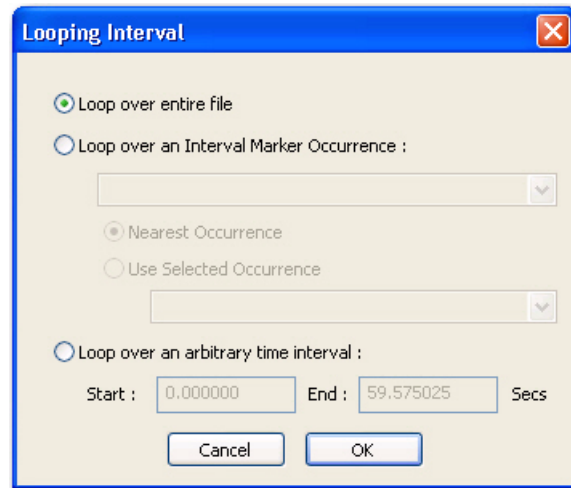 Looping Interval
Loop over entire file
Loop over an Interval Marker Occurrence :
Nearest Occurrence
Use Selected Occurrence
Loop over an arbitrary time interval :
Start : 0.000000 End : 59.575025 Secs
Cancel OK